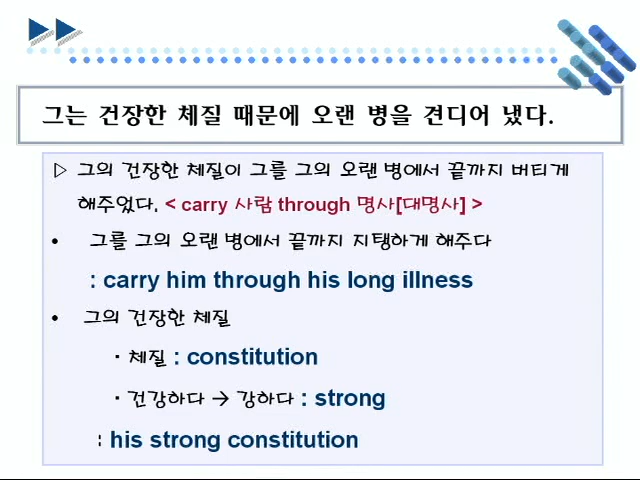 그는 건장한 체질 때문에 오랜 병을 견디어 냈다.
▷ 그의 건장한 체질이 그를 그의 오랜 병에서 끝까지 버티게
해주었다. < carry 사람 through 명사[대명사] >
• 그를 그의 오랜 병에서 끝까지 지탱하게 해주다
: carry him through his long illness
• 그의 건장한 체질
· 체질 : constitution
· 건강하다 → 강하다 : strong
: his strong constitution